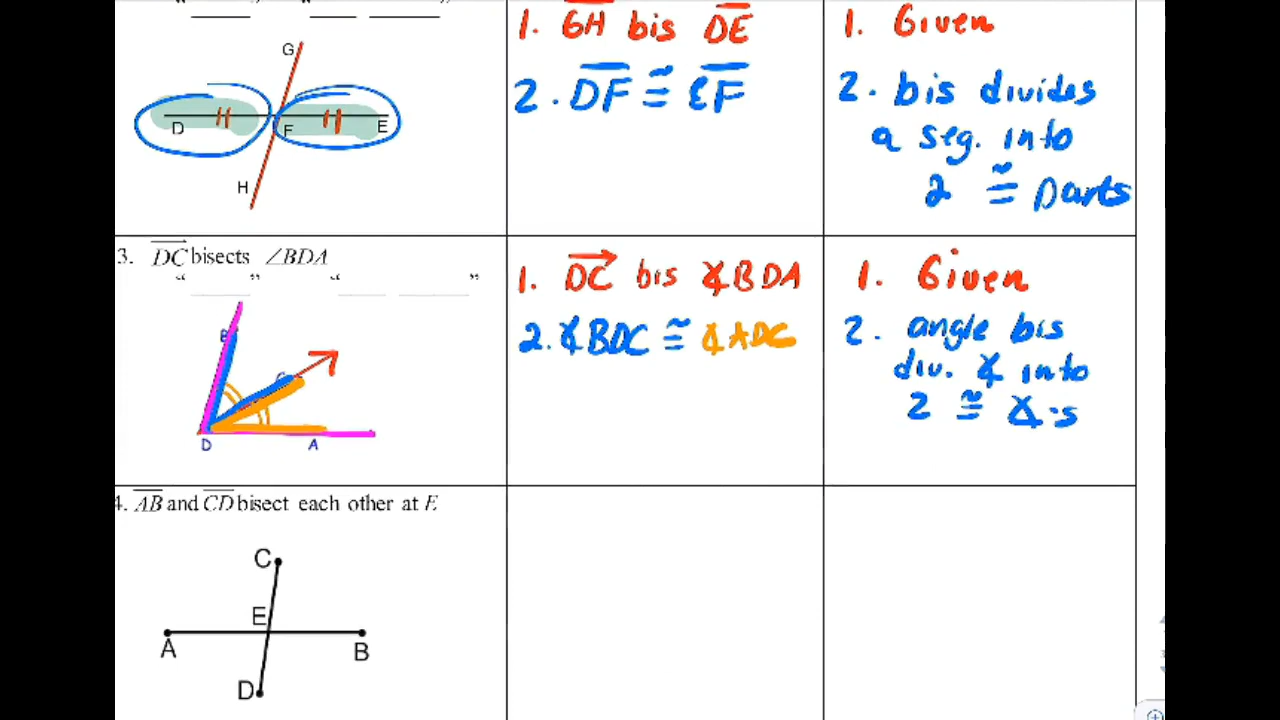 1. GH bis DE
1. Given
2. DF ≅ EF
2. bis divides
a seg. into
2 ≅ parts
G
D
F
E
H
3. DC bisects ∠BDA
“ ” “ ”
1. DC bis ∡BDA
1. Given
2. ∡BDC ≅ ∡ADC
2. angle bis
div. ∡ into
2 ≅ ∡'s
B
C
D
A
4. AB and CD bisect each other at E
C
E
A
B
D